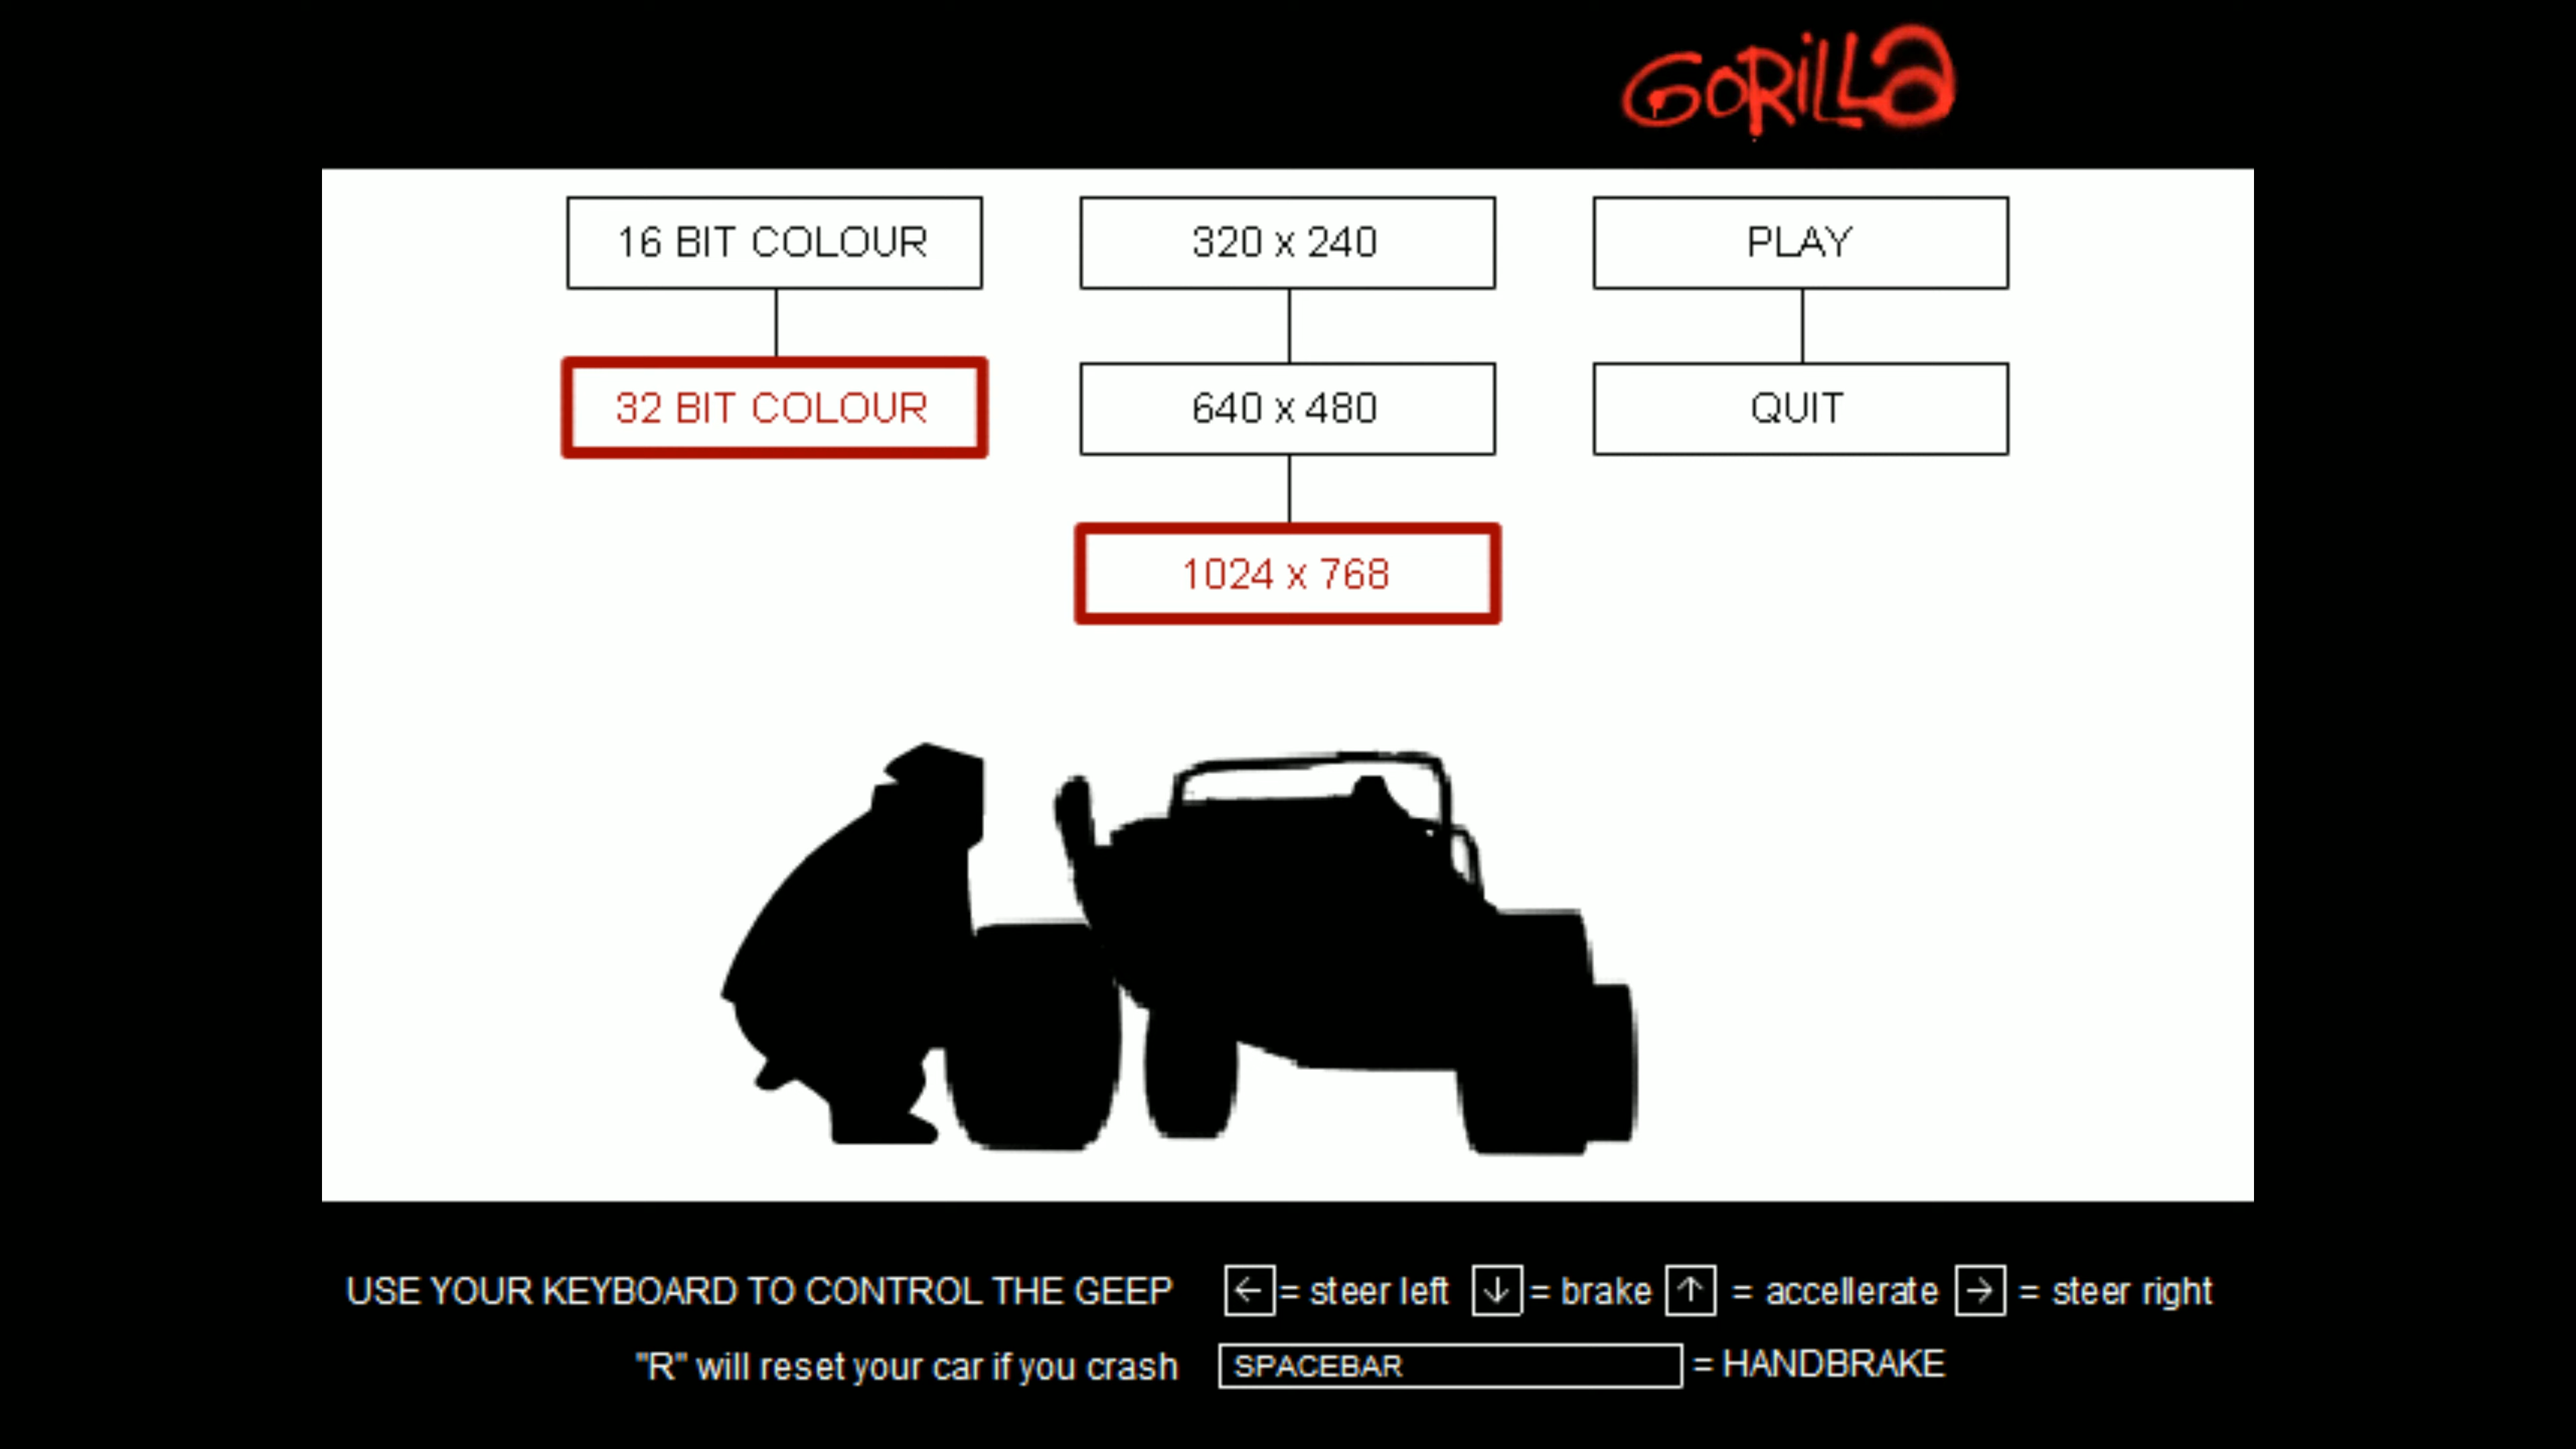 GORILLa
16 BIT COLOUR
320 x 240
PLAY
32 BIT COLOUR
640 x 480
QUIT
1024 x 768
USE YOUR KEYBOARD TO CONTROL THE GEEP ← = steer left ↓ = brake ↑ = accellerate → = steer right
"R" will reset your car if you crash SPACEBAR = HANDBRAKE